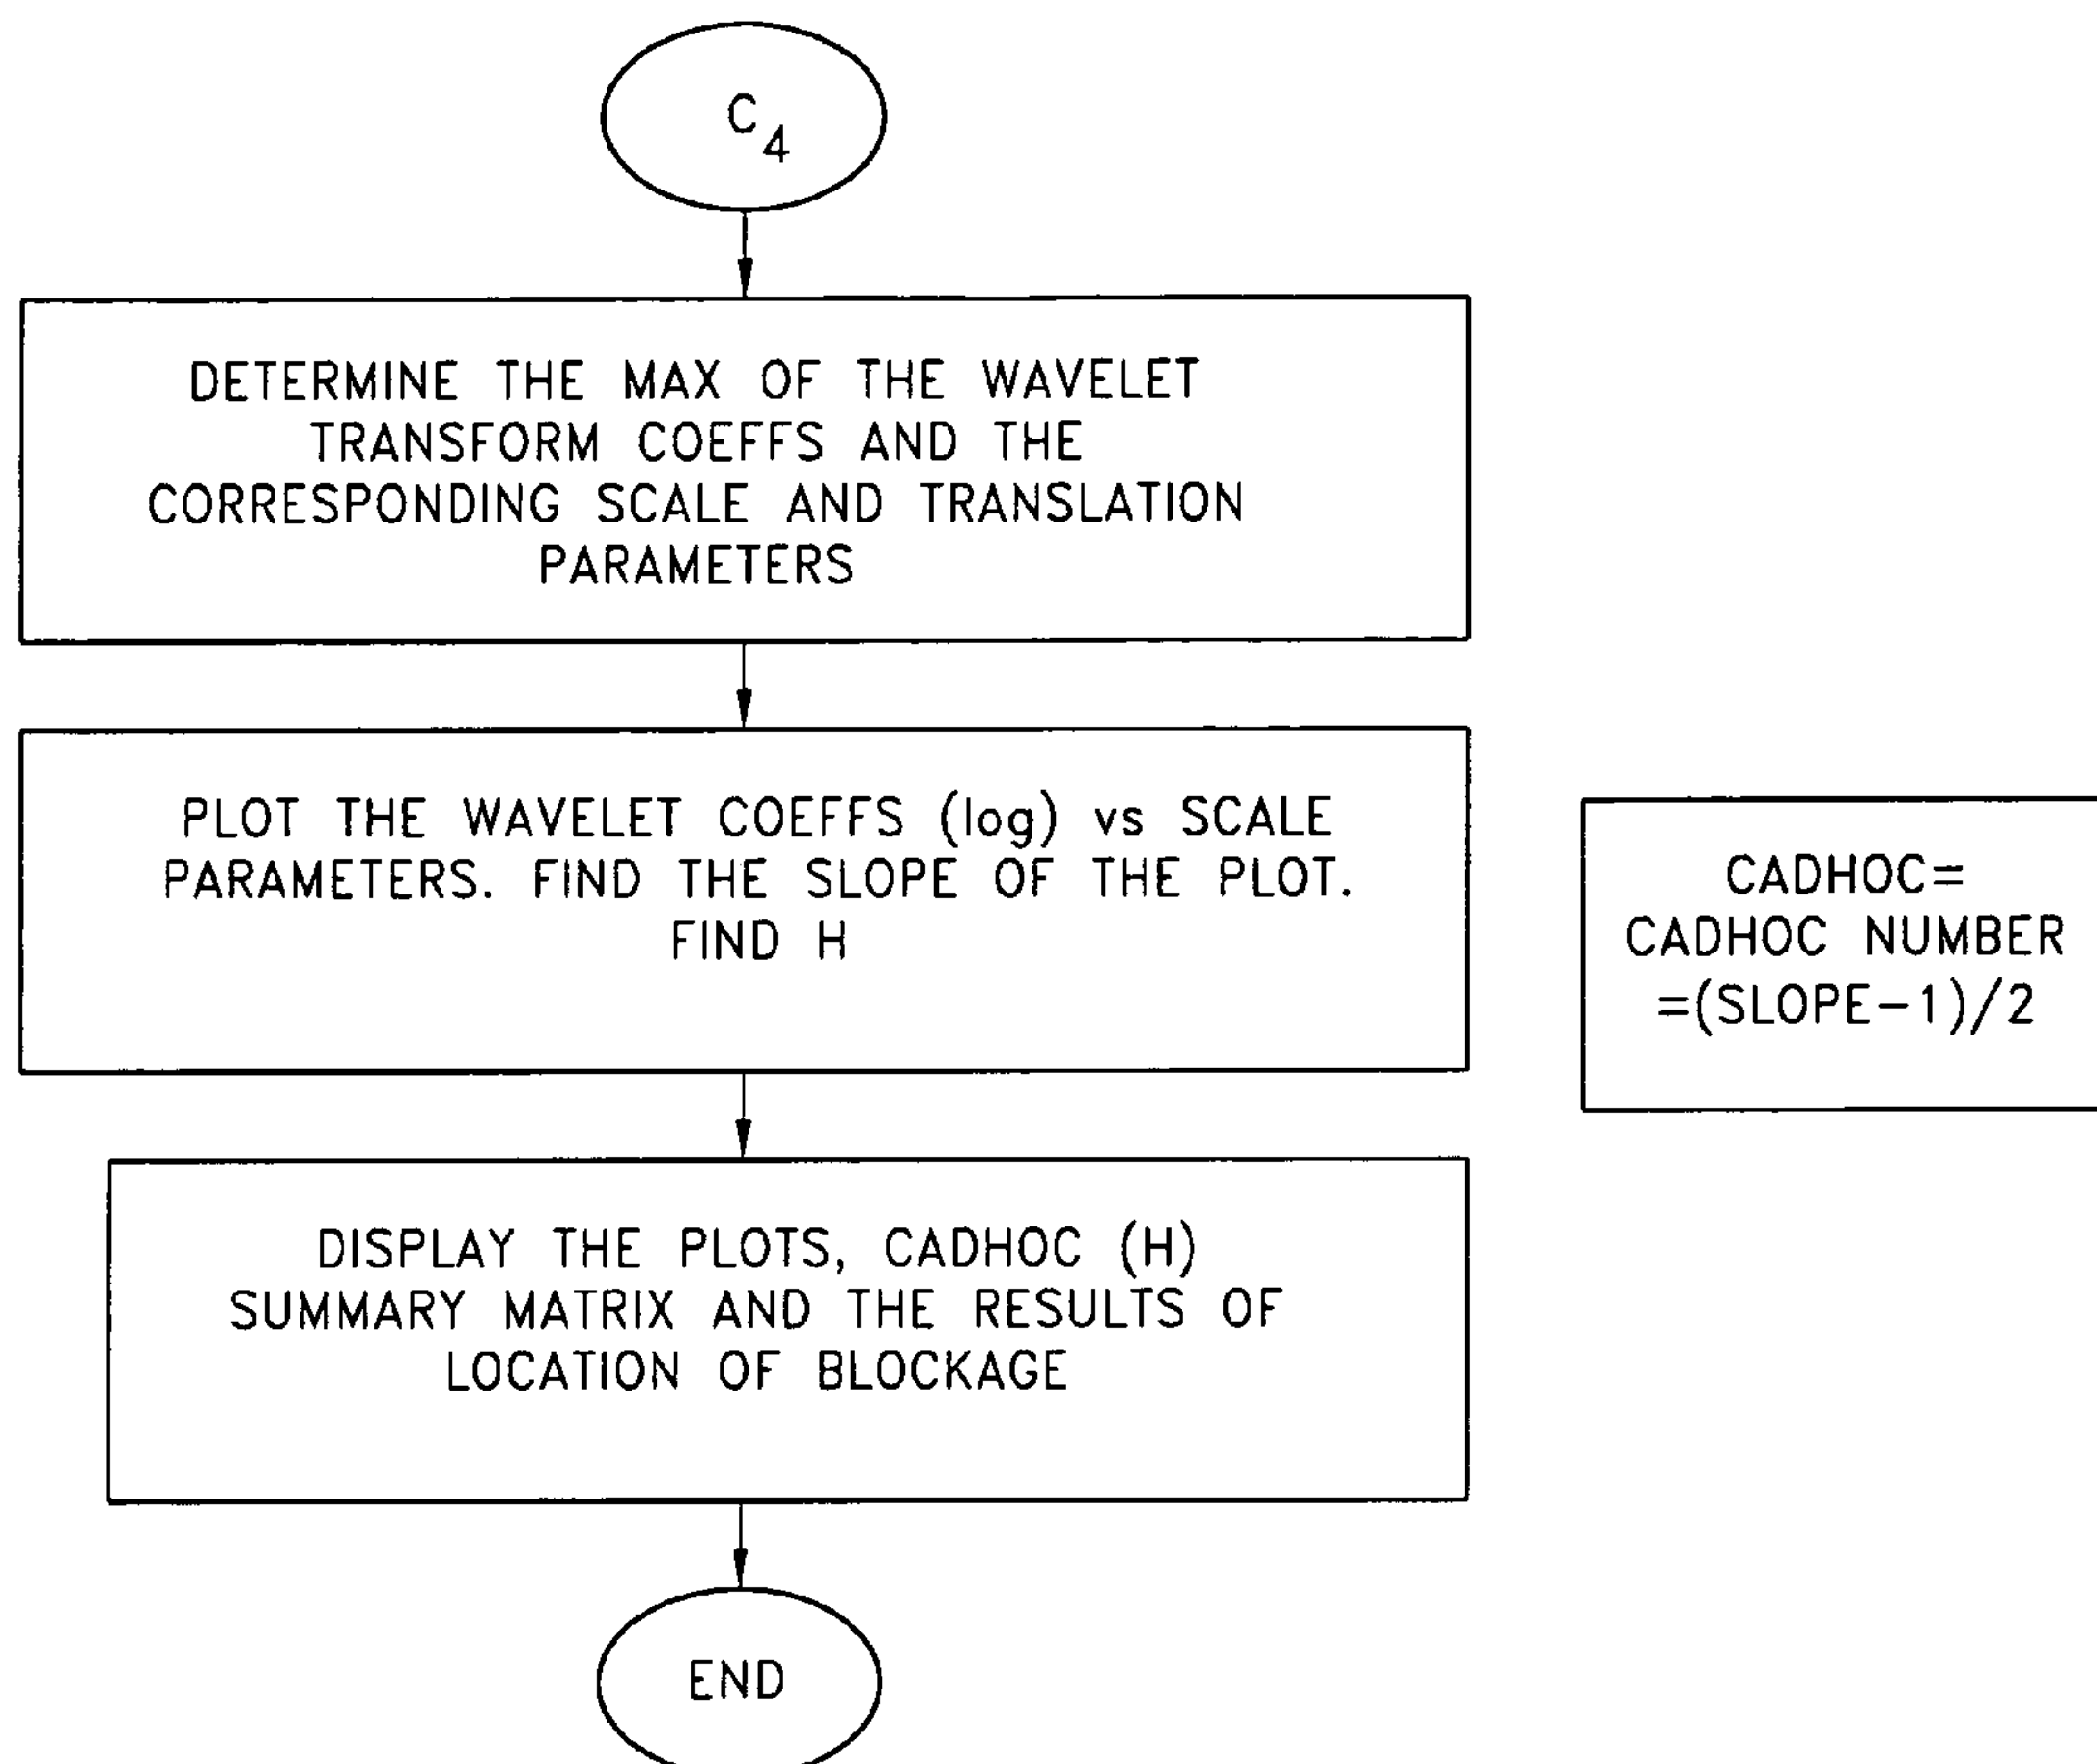 C4
DETERMINE THE MAX OF THE WAVELET
TRANSFORM COEFFS AND THE
CORRESPONDING SCALE AND TRANSLATION
PARAMETERS
PLOT THE WAVELET COEFFS (log) vs SCALE
PARAMETERS. FIND THE SLOPE OF THE PLOT.
FIND H
CADHOC=
CADHOC NUMBER
=(SLOPE-1)/2
DISPLAY THE PLOTS, CADHOC (H)
SUMMARY MATRIX AND THE RESULTS OF
LOCATION OF BLOCKAGE
END